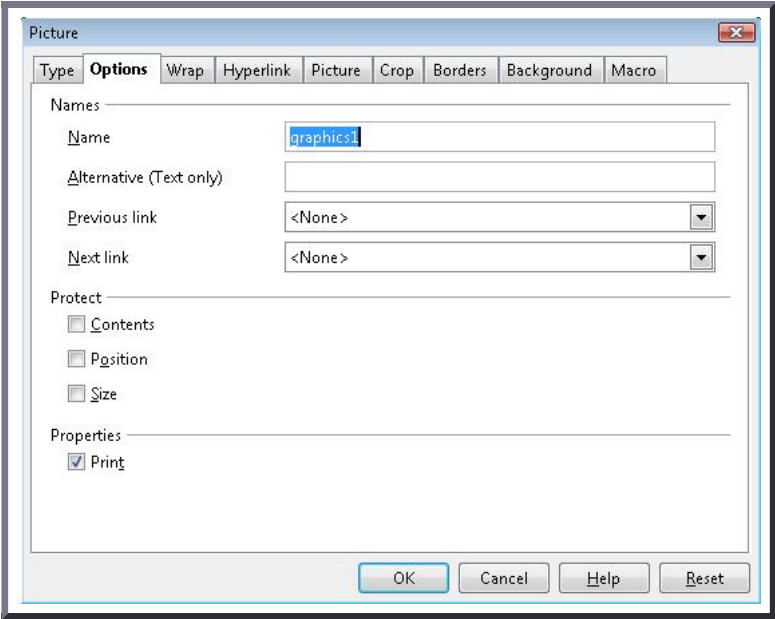 Picture
Type Options Wrap Hyperlink Picture Crop Borders Background Macro
Names
Name graphics1
Alternative (Text only)
Previous link <None>
Next link <None>
Protect
Contents
Position
Size
Properties
Print
OK Cancel Help Reset